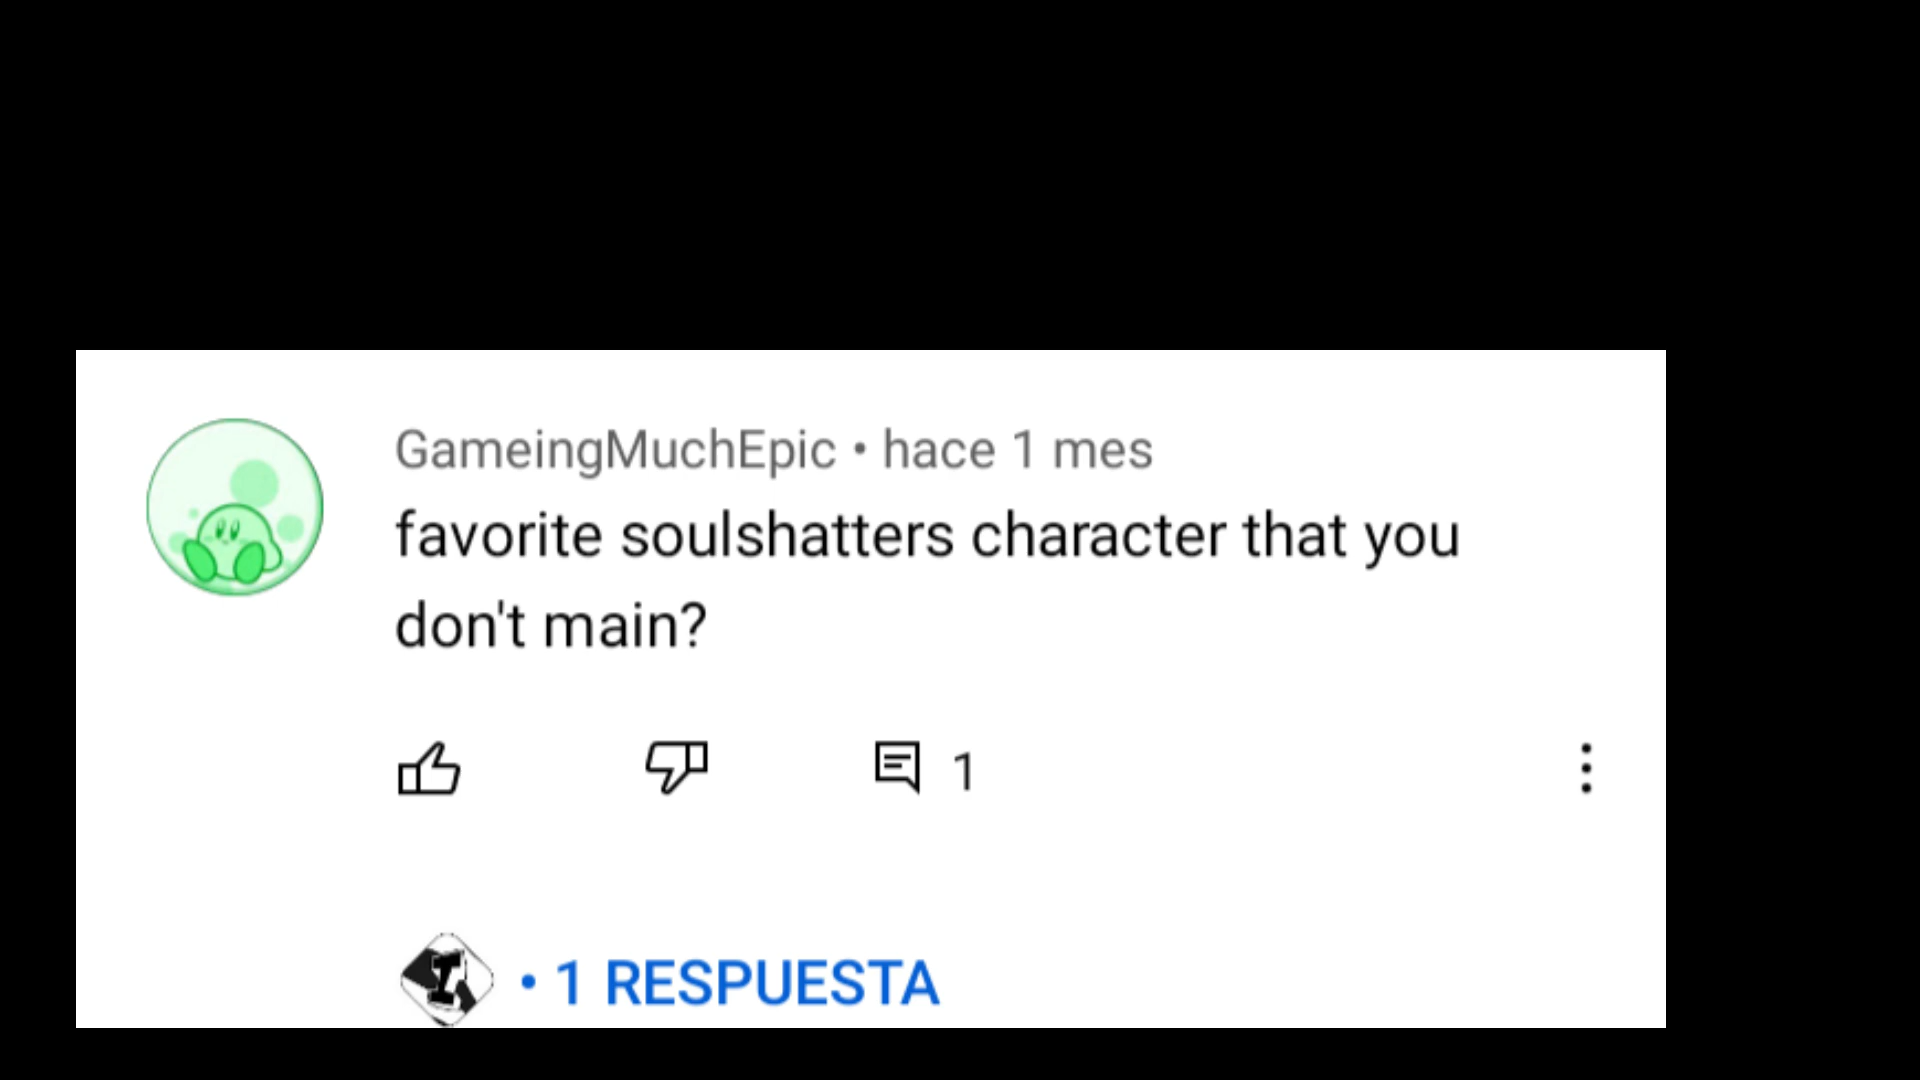 GameingMuchEpic • hace 1 mes
favorite soulshatters character that you
don't main?
1
• 1 RESPUESTA